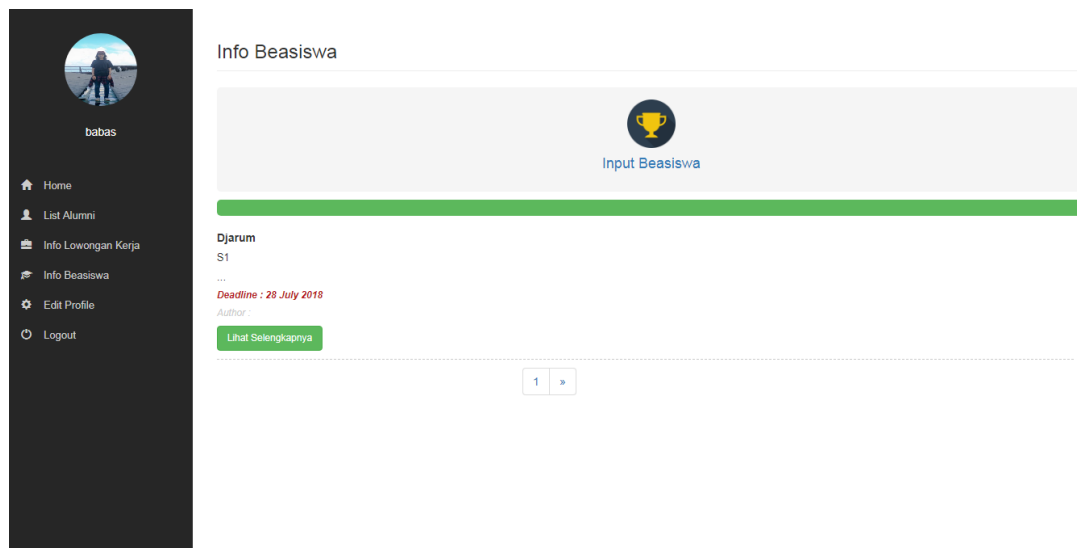 babas
Home
List Alumni
Info Lowongan Kerja
Info Beasiswa
Edit Profile
Logout
Info Beasiswa
Input Beasiswa
Djarum
S1
...
Deadline : 28 July 2018
Author :
Lihat Selengkapnya
1 »